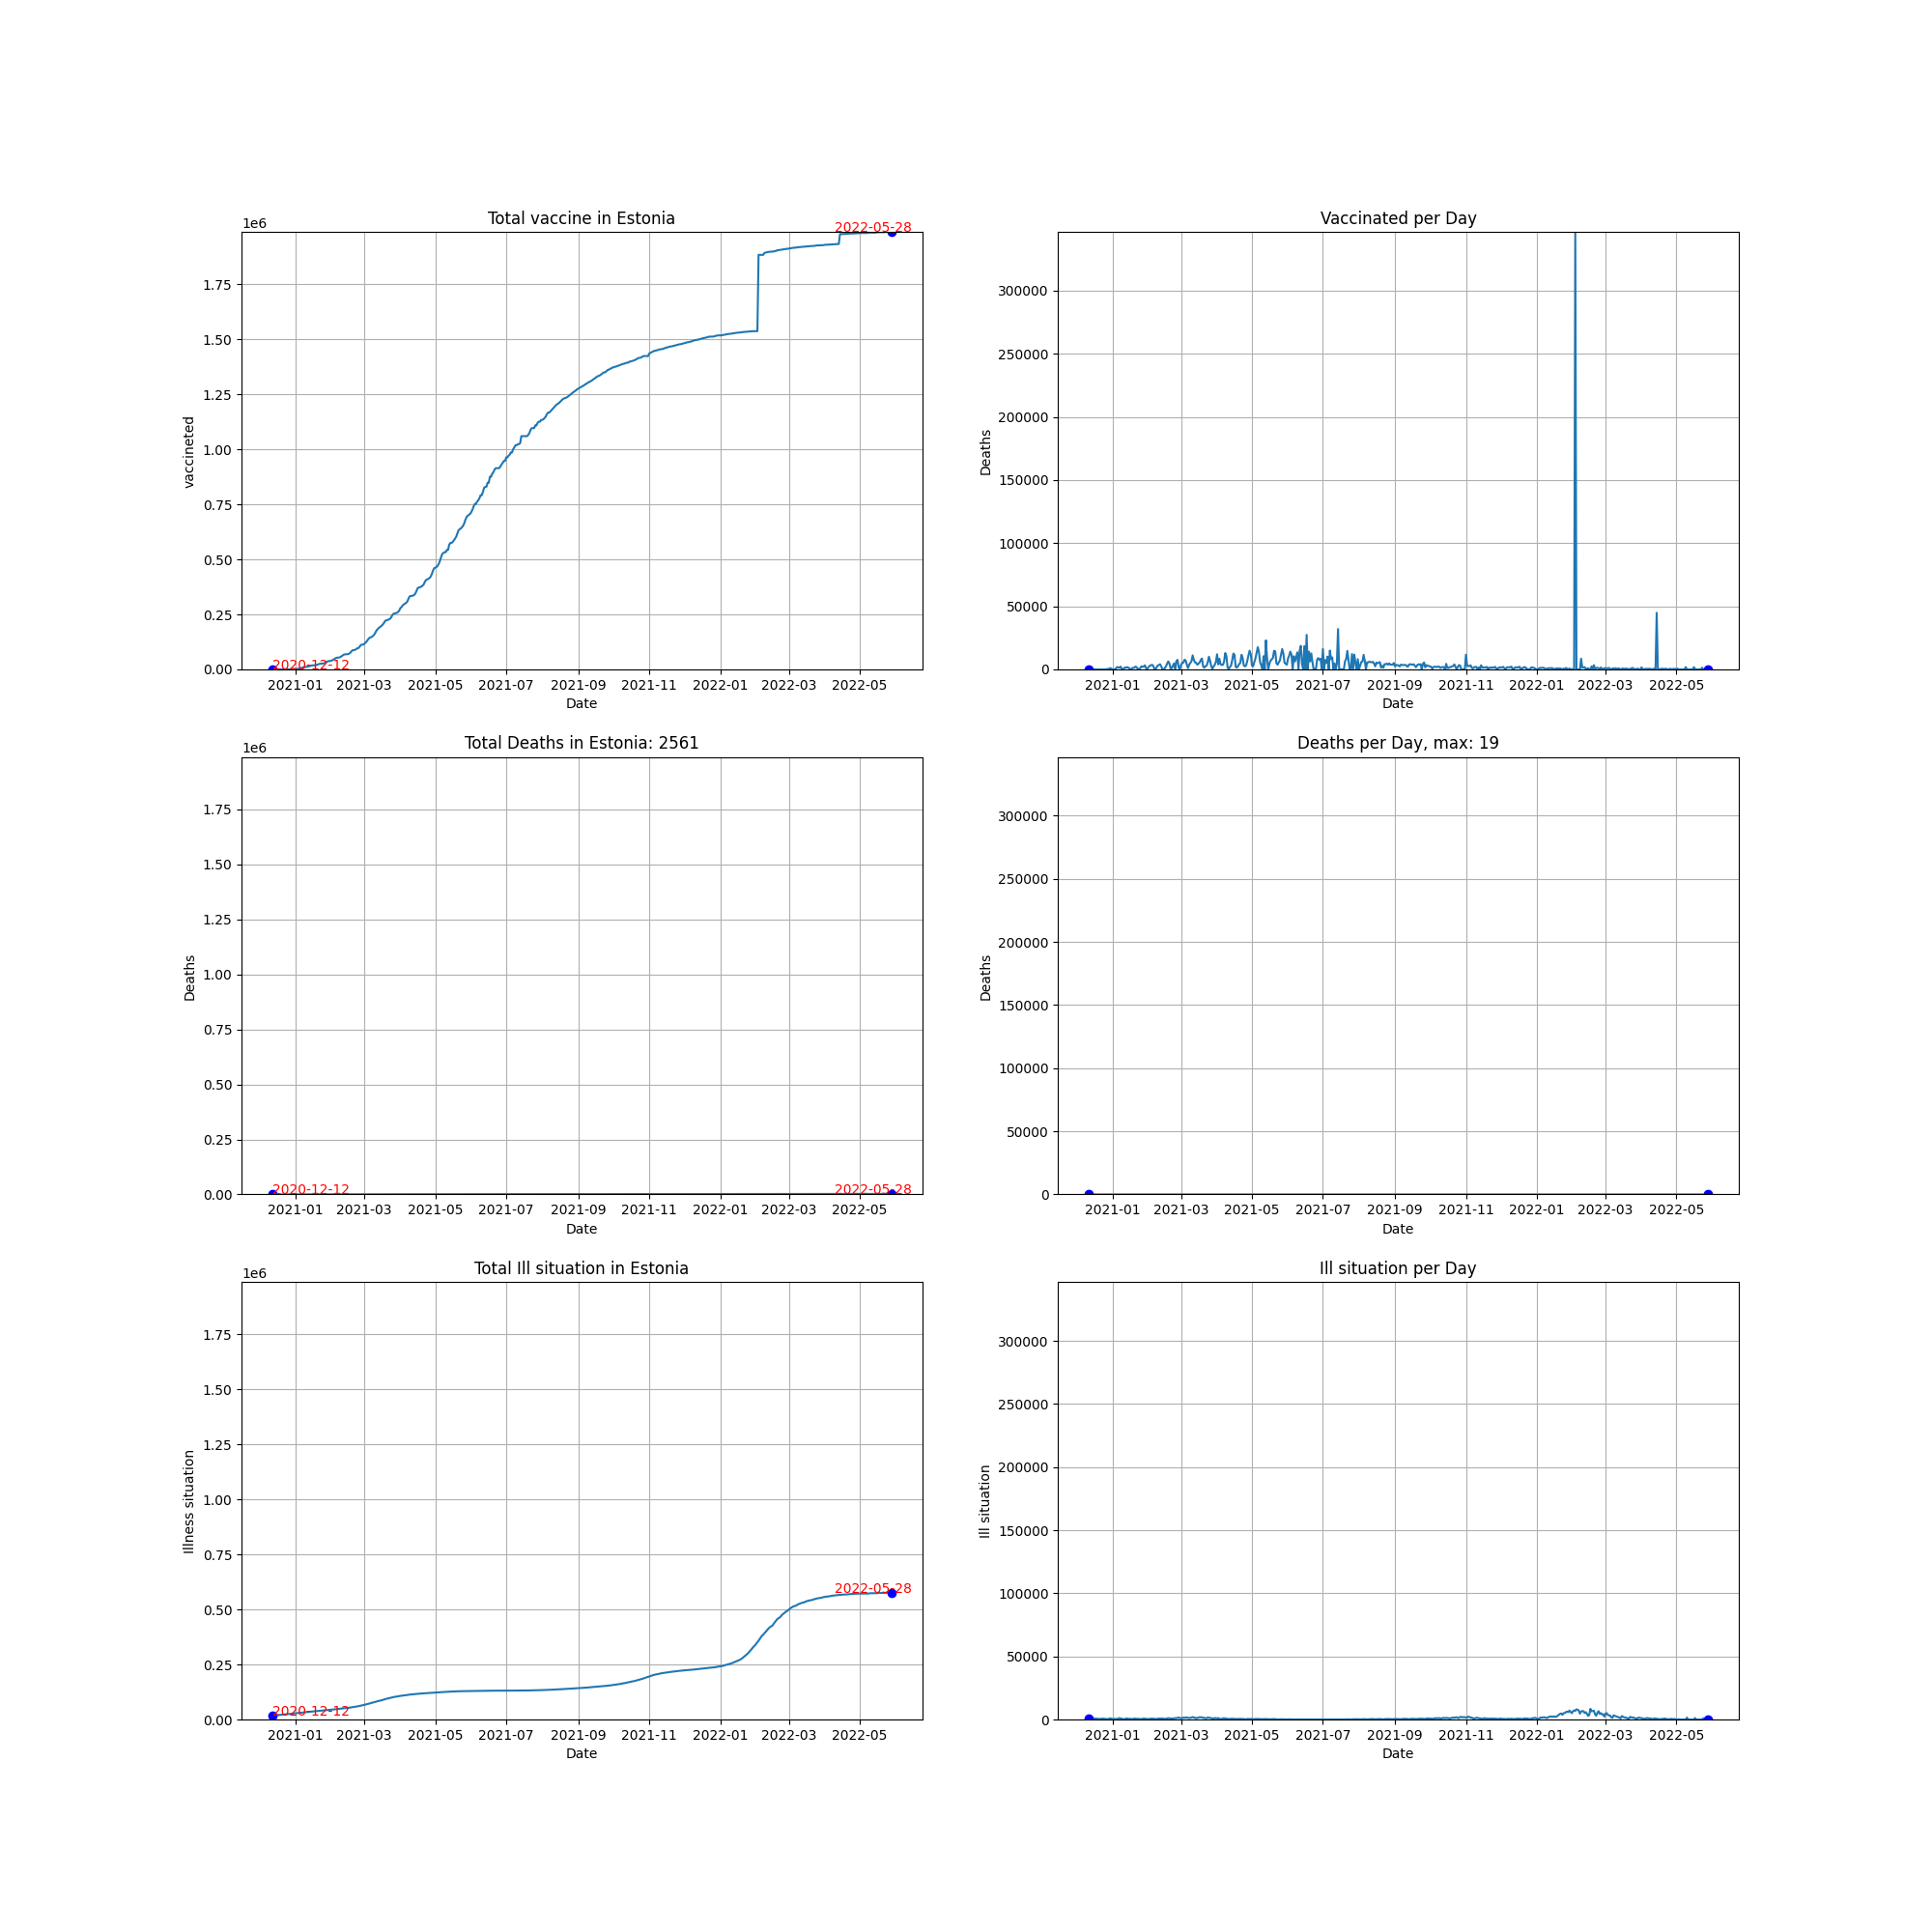 Total vaccine in Estonia
1e6
2022-05-28
1.75
1.50
1.25
1.00
0.75
0.50
0.25
0.00
vaccineted
2020-12-12
2021-01 2021-03 2021-05 2021-07 2021-09 2021-11 2022-01 2022-03 2022-05
Date
Vaccinated per Day
300000
250000
200000
150000
100000
50000
0
Deaths
2021-01 2021-03 2021-05 2021-07 2021-09 2021-11 2022-01 2022-03 2022-05
Date
Total Deaths in Estonia: 2561
1e6
1.75
1.50
1.25
1.00
0.75
0.50
0.25
0.00
Deaths
2020-12-12
2022-05-28
2021-01 2021-03 2021-05 2021-07 2021-09 2021-11 2022-01 2022-03 2022-05
Date
Deaths per Day, max: 19
300000
250000
200000
150000
100000
50000
0
Deaths
2021-01 2021-03 2021-05 2021-07 2021-09 2021-11 2022-01 2022-03 2022-05
Date
Total Ill situation in Estonia
1e6
1.75
1.50
1.25
1.00
0.75
0.50
0.25
0.00
Illness situation
2022-05-28
2020-12-12
2021-01 2021-03 2021-05 2021-07 2021-09 2021-11 2022-01 2022-03 2022-05
Date
Ill situation per Day
300000
250000
200000
150000
100000
50000
0
Ill situation
2021-01 2021-03 2021-05 2021-07 2021-09 2021-11 2022-01 2022-03 2022-05
Date